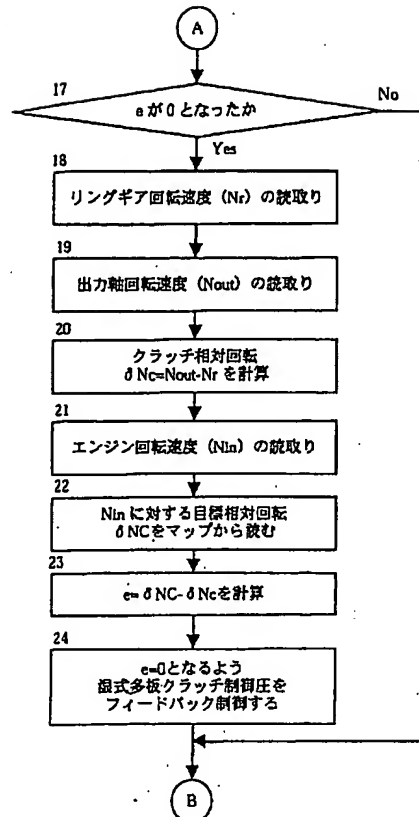 A
17
e が 0 となったか
No
Yes
18
リングギア回転速度 (Nr) の読取り
19
出力軸回転速度 (Nout) の読取り
20
クラッチ相対回転
δ Nc=Nout-Nr を計算
21
エンジン回転速度 (Nin) の読取り
22
Nin に対する目標相対回転
δ NCをマップから読む
23
e= δ NC- δ Ncを計算
24
e=0となるよう
湿式多板クラッチ制御圧を
フィードバック制御する
B